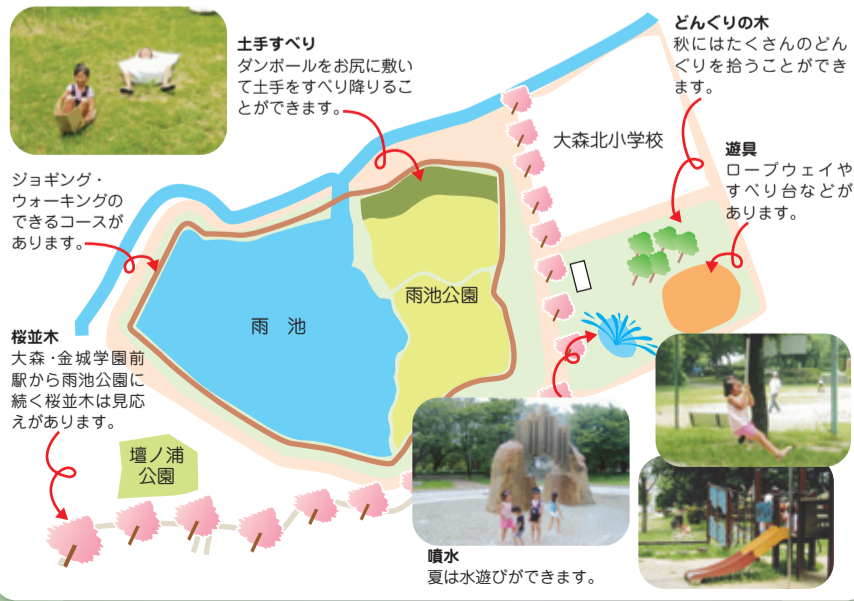 土手すべり
ダンボールをお尻に敷い
て土手をすべり降りるこ
とができます。
どんぐりの木
秋にはたくさんのどん
ぐりを拾うことができ
ます。
大森北小学校
遊具
ロープウェイや
すべり台などが
あります。
ジョギング・
ウォーキングの
できるコースが
あります。
雨池公園
雨 池
桜並木
大森・金城学園前
駅から雨池公園に
続く桜並木は見応
えがあります。
壇ノ浦
公園
噴水
夏は水遊びができます。